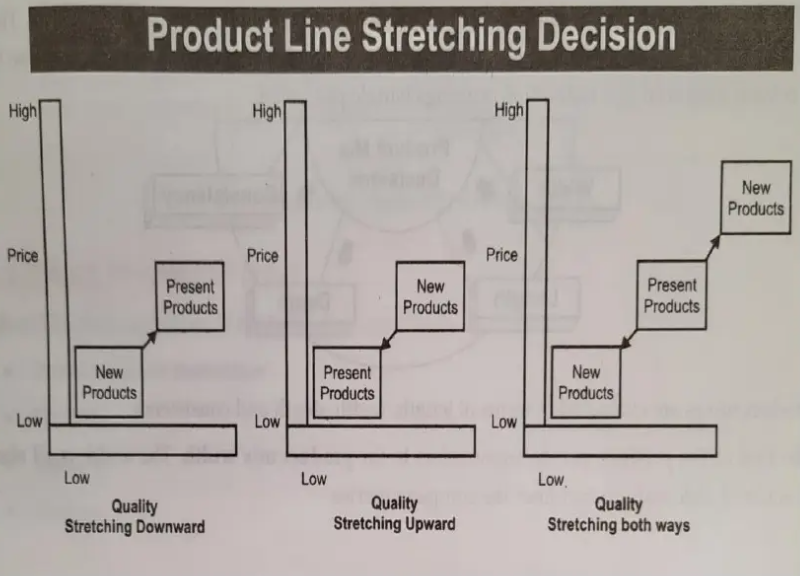 Product Line Stretching Decision
High
Price
Present
Products
New
Products
Low
Low
Quality
Stretching Downward
High
Price
New
Products
Present
Products
Low
Low
Quality
Stretching Upward
High
New
Products
Price
Present
Products
New
Products
Low
Low
Quality
Stretching both ways